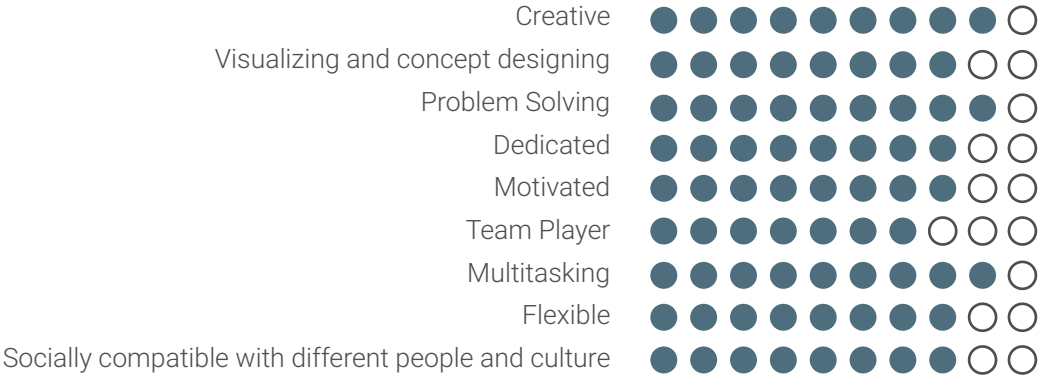 Creative
Visualizing and concept designing
Problem Solving
Dedicated
Motivated
Team Player
Multitasking
Flexible
Socially compatible with different people and culture